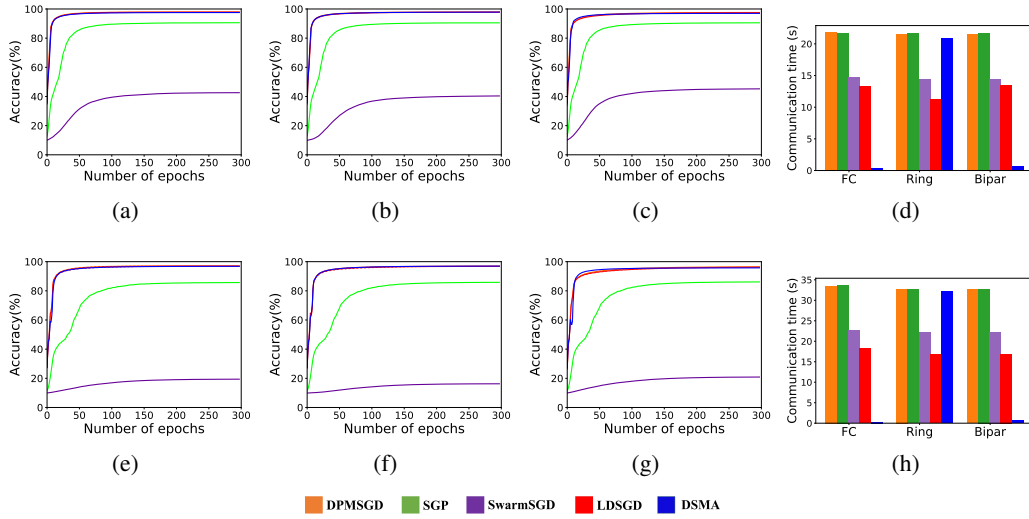 100
80
60
40
20
0
Accuracy(%)
0 50 100 150 200 250 300
Number of epochs
(a)
100
80
60
40
20
0
Accuracy(%)
0 50 100 150 200 250 300
Number of epochs
(b)
100
80
60
40
20
0
Accuracy(%)
0 50 100 150 200 250 300
Number of epochs
(c)
20
15
10
5
0
Communication time (s)
FC Ring Bipar
(d)
100
80
60
40
20
0
Accuracy(%)
0 50 100 150 200 250 300
Number of epochs
(e)
100
80
60
40
20
0
Accuracy(%)
0 50 100 150 200 250 300
Number of epochs
(f)
100
80
60
40
20
0
Accuracy(%)
0 50 100 150 200 250 300
Number of epochs
(g)
35
30
25
20
15
10
5
0
Communication time (s)
FC Ring Bipar
(h)
DPMSGD SGP SwarmSGD LDSGD DSMA